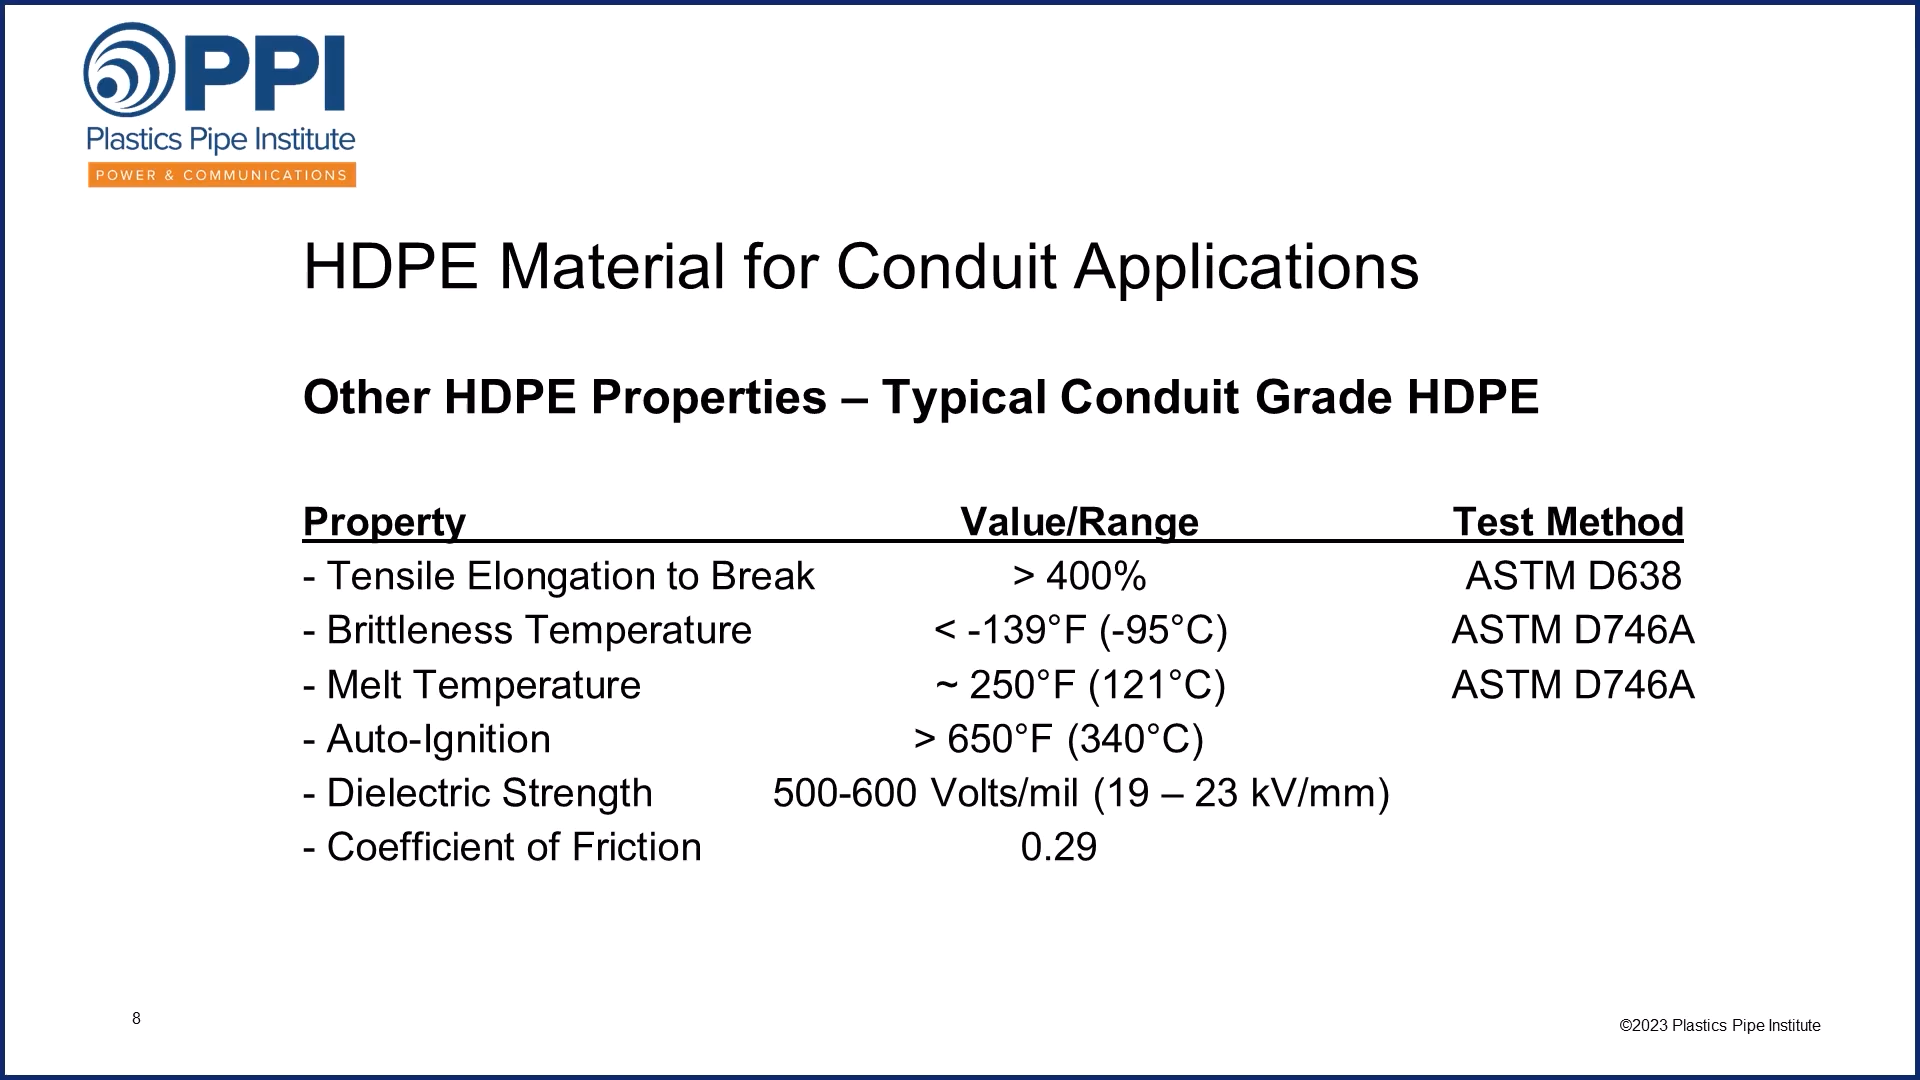 PPI
Plastics Pipe Institute
POWER & COMMUNICATIONS
HDPE Material for Conduit Applications
Other HDPE Properties – Typical Conduit Grade HDPE
Property Value/Range Test Method
- Tensile Elongation to Break > 400% ASTM D638
- Brittleness Temperature < -139°F (-95°C) ASTM D746A
- Melt Temperature ~ 250°F (121°C) ASTM D746A
- Auto-Ignition > 650°F (340°C)
- Dielectric Strength 500-600 Volts/mil (19 – 23 kV/mm)
- Coefficient of Friction 0.29
8
©2023 Plastics Pipe Institute